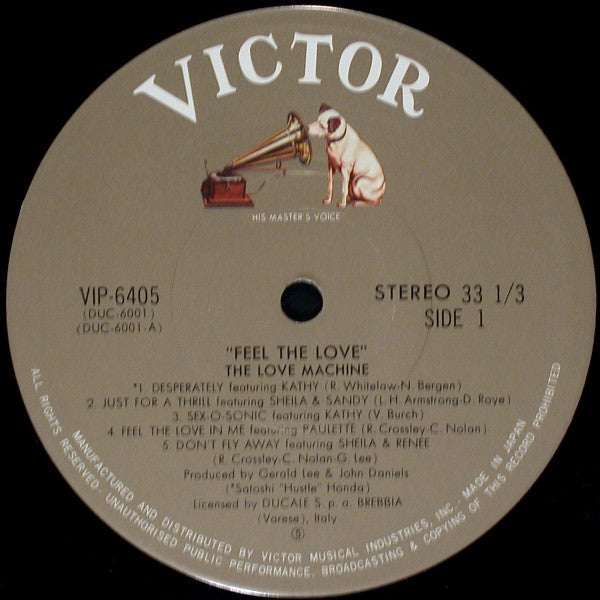 VICTOR
"HIS MASTER'S VOICE"
VIP-6405
(DUC-6001)
(DUC-6001-A)
STEREO 33 1/3
SIDE 1
"FEEL THE LOVE"
THE LOVE MACHINE
*1. DESPERATELY featuring KATHY (R. Whitelaw-N. Bergen)
2. JUST FOR A THRILL featuring SHEILA & SANDY (L.H. Armstrong-D. Roye)
3. SEX-O-SONIC featuring KATHY (V. Burch)
4. FEEL THE LOVE IN ME featuring PAULETTE (R. Crossley-C. Nolan)
5. DON'T FLY AWAY featuring SHEILA & RENEE
(R. Crossley-C. Nolan-G. Lee)
Produced by Gerald Lee & John Daniels
(*Satoshi "Hustle" Honda)
Licensed by DUCALE S. p. a. BREBBIA
(Varese), Italy
S
MANUFACTURED AND DISTRIBUTED BY VICTOR MUSICAL INDUSTRIES, INC.- MADE IN JAPAN
ALL RIGHTS RESERVED. UNAUTHORISED PUBLIC PERFORMANCE, BROADCASTING & COPYING OF THIS RECORD PROHIBITED